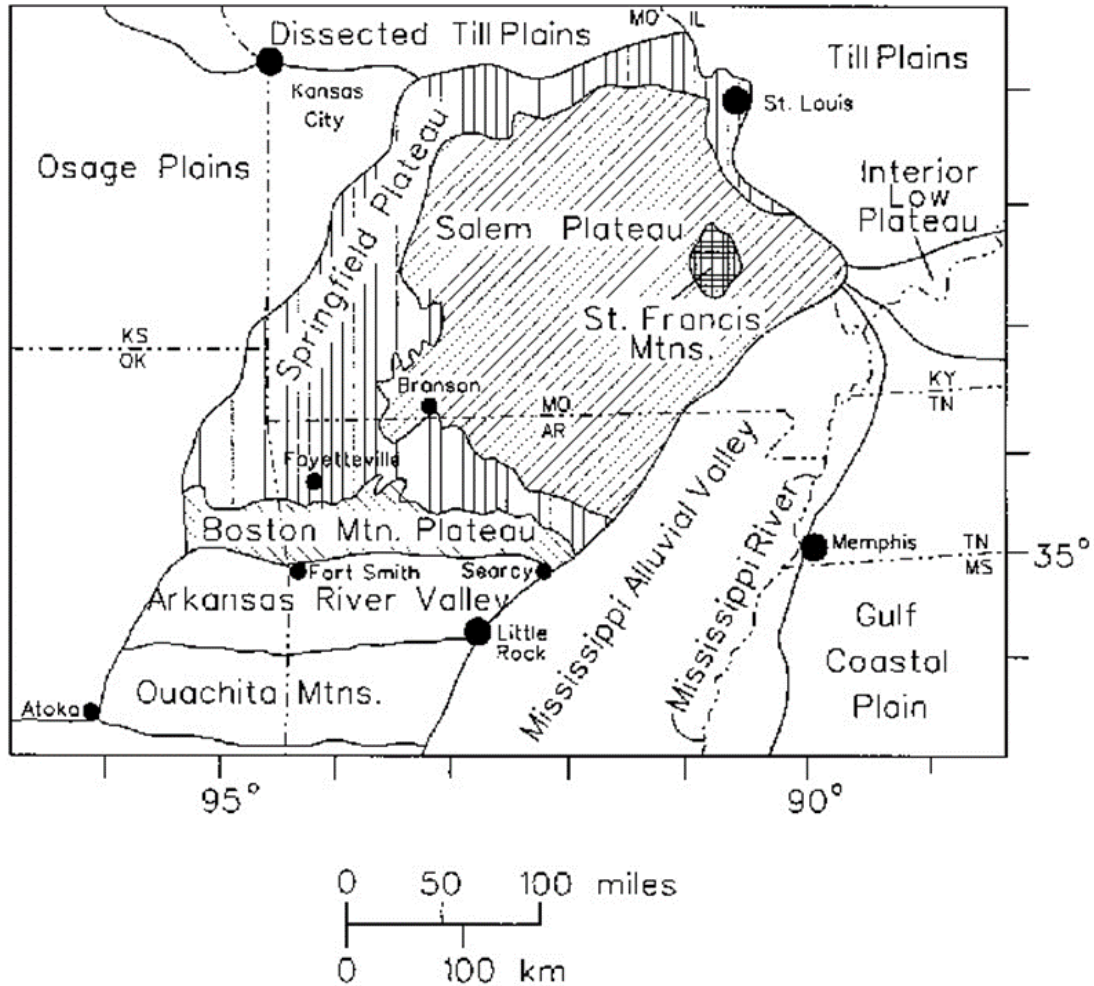 MO IL
Dissected Till Plains
Till Plains
Kansas
City
St. Louis
Osage Plains
Springfield Plateau
Interior
Low
Plateau
Salem Plateau
St. Francis
Mtns.
KS
OK
Branson
MO
AR
KY
TN
Fayetteville
Boston Mtn. Plateau
Mississippi Alluvial Valley
Mississippi River
Memphis
TN
MS
35°
Fort Smith
Searcy
Arkansas River Valley
Little
Rock
Gulf
Coastal
Plain
Ouachita Mtns.
Atoka
95°
90°
0 50 100 miles
0 100 km